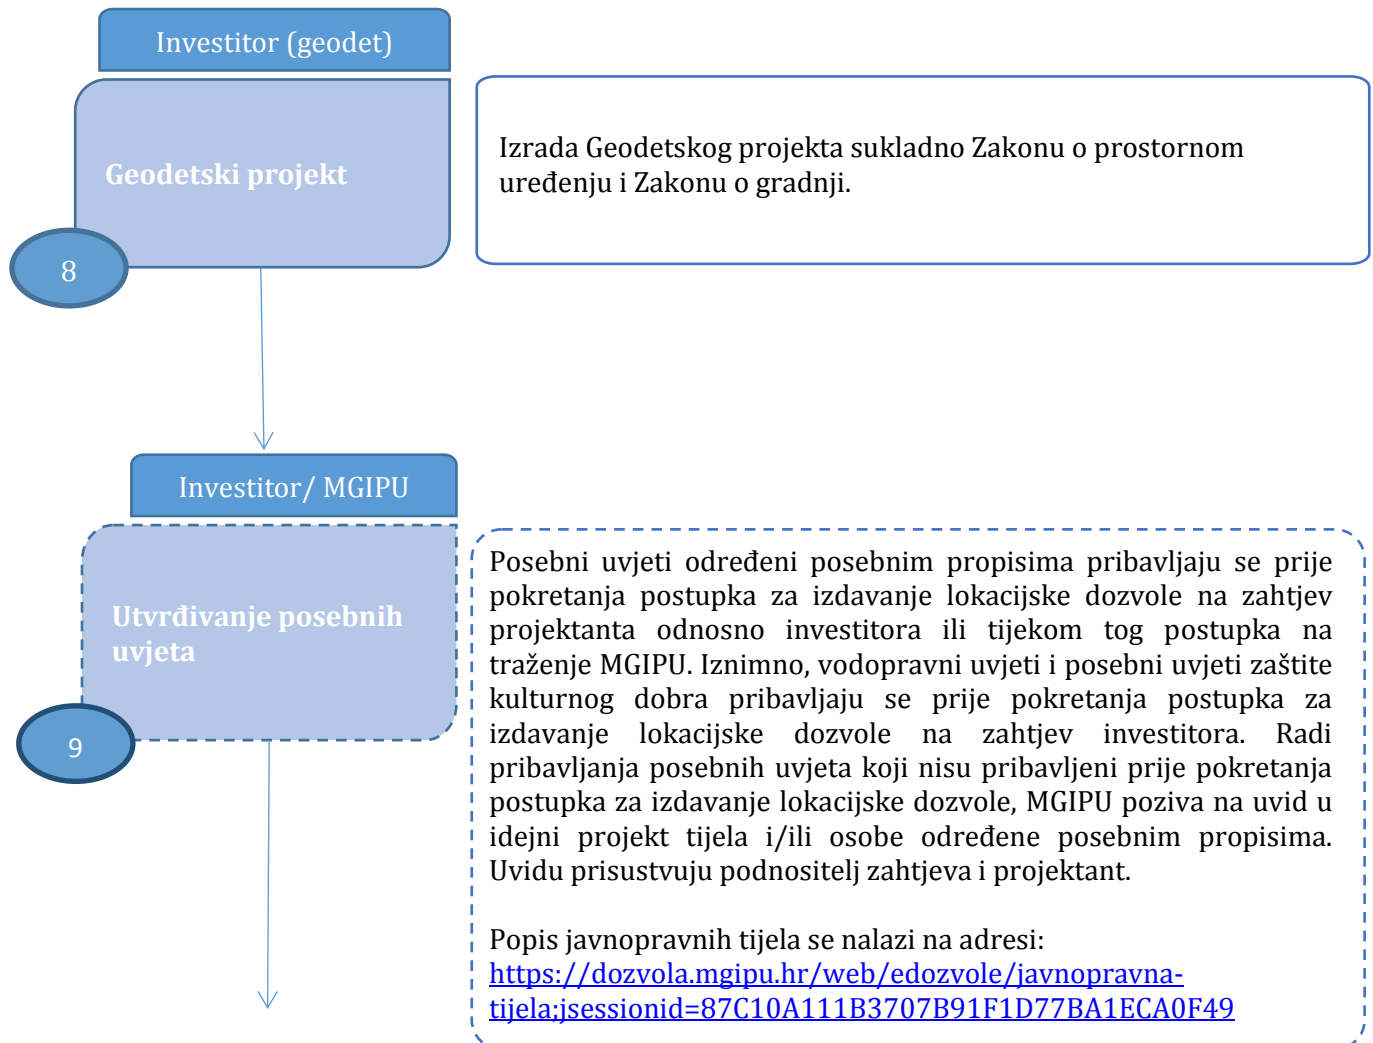 Investitor (geodet)
Geodetski projekt
8
Izrada Geodetskog projekta sukladno Zakonu o prostornom
uređenju i Zakonu o gradnji.
Investitor/ MGIPU
Utvrđivanje posebnih
uvjeta
9
Posebni uvjeti određeni posebnim propisima pribavljaju se prije
pokretanja postupka za izdavanje lokacijske dozvole na zahtjev
projektanta odnosno investitora ili tijekom tog postupka na
traženje MGIPU. Iznimno, vodopravni uvjeti i posebni uvjeti zaštite
kulturnog dobra pribavljaju se prije pokretanja postupka za
izdavanje lokacijske dozvole na zahtjev investitora. Radi
pribavljanja posebnih uvjeta koji nisu pribavljeni prije pokretanja
postupka za izdavanje lokacijske dozvole, MGIPU poziva na uvid u
idejni projekt tijela i/ili osobe određene posebnim propisima.
Uvidu prisustvuju podnositelj zahtjeva i projektant.
Popis javnopravnih tijela se nalazi na adresi:
https://dozvola.mgipu.hr/web/edozvole/javnopravna-
tijela;jsessionid=87C10A111B3707B91F1D77BA1ECA0F49